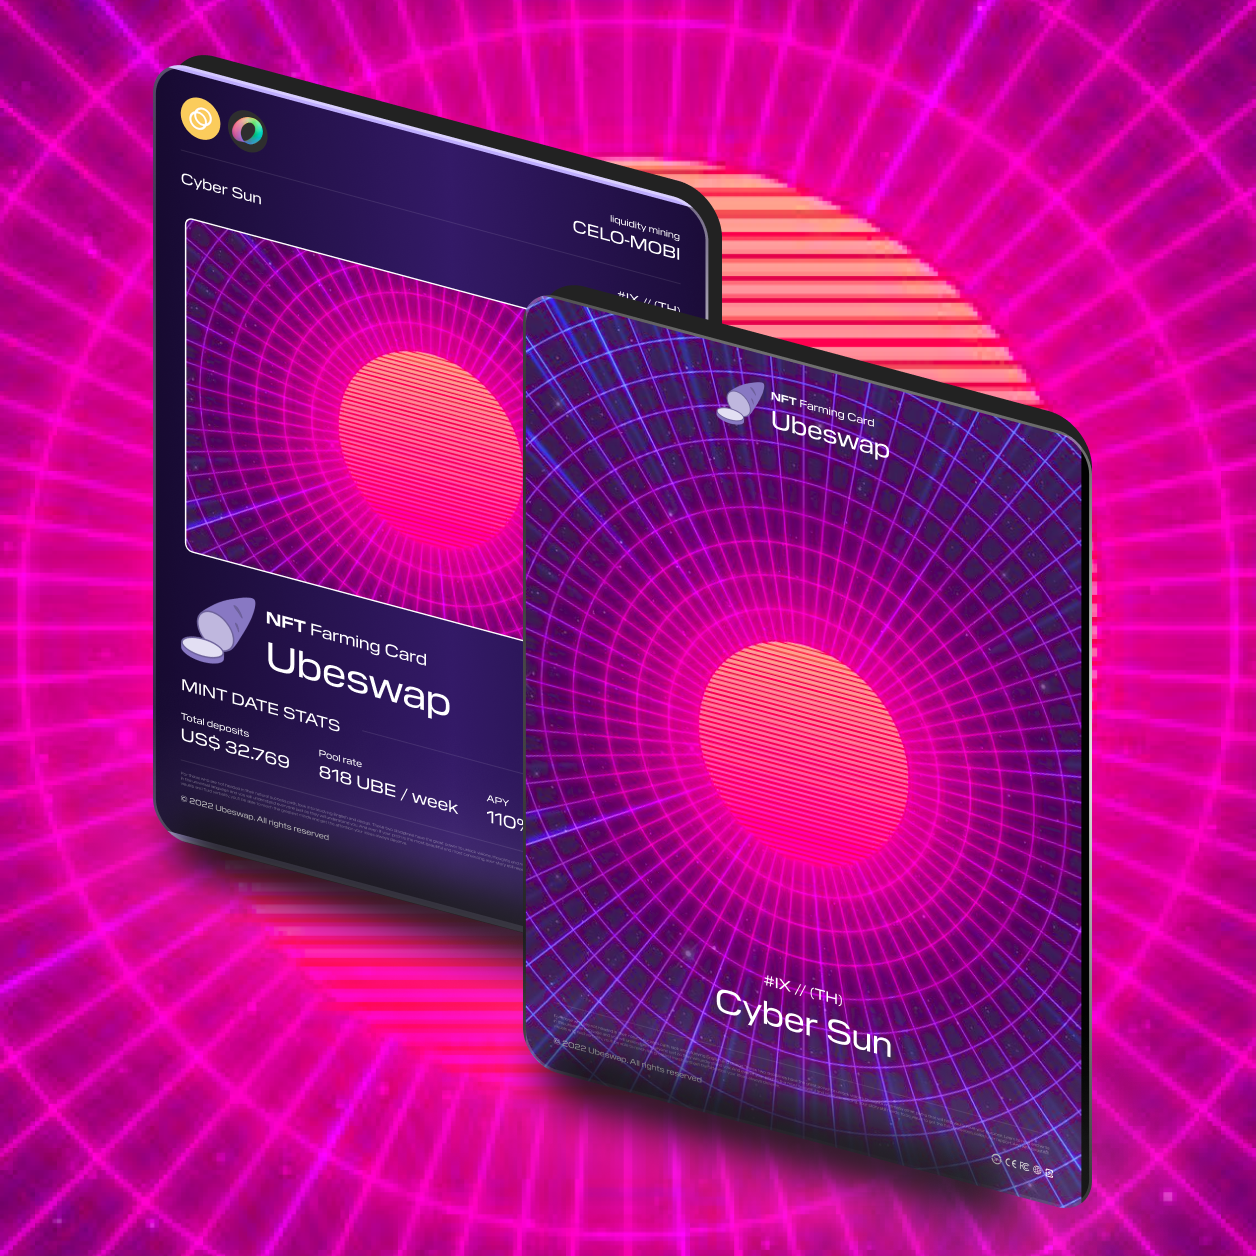 Cyber Sun
liquidity mining
CELO-MOBI
#IX // (TH)
NFT Farming Card
Ubeswap
MINT DATE STATS
Total deposits
US$ 32.769
Pool rate
818 UBE / week
APY
110%
© 2022 Ubeswap. All rights reserved
NFT Farming Card
Ubeswap
#IX // (TH)
Cyber Sun
© 2022 Ubeswap. All rights reserved